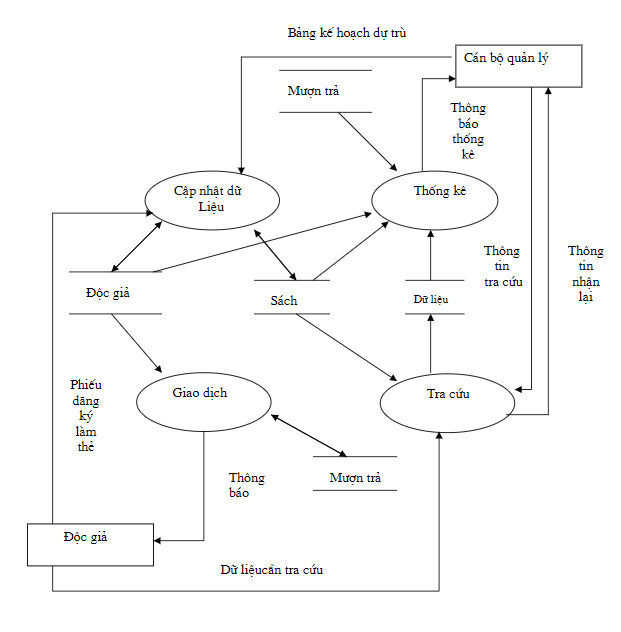 Bảng kế hoạch dự trù
Cán bộ quản lý
Mượn trả
Thông
báo
thống
kê
Cập nhật dữ
Liệu
Thống kê
Thông
tin
tra cứu
Thông
tin
nhận
lại
Độc giả
Sách
Dữ liệu
Phiếu
đăng
ký
làm
thẻ
Giao dịch
Tra cứu
Thông
báo
Mượn trả
Độc giả
Dữ liệucần tra cứu